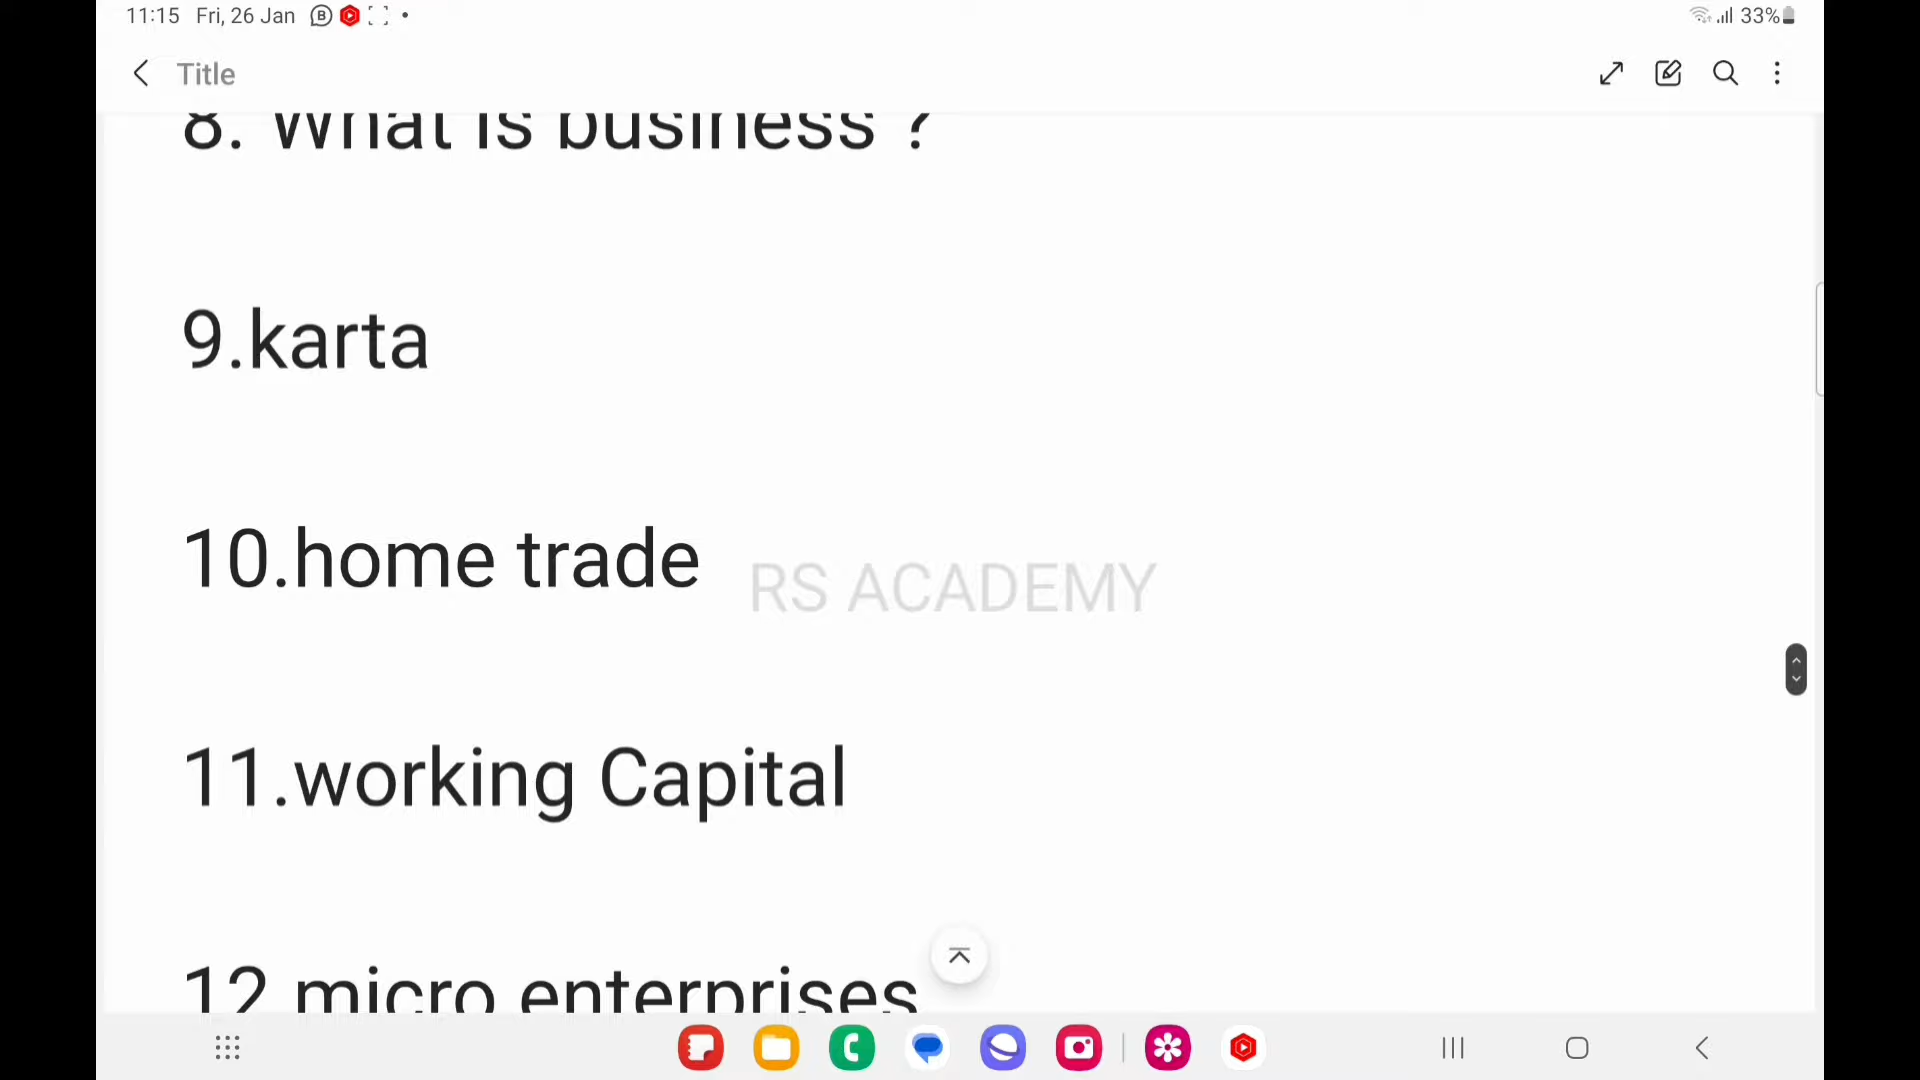 11:15 Fri, 26 Jan
33%
Title
8. What is business ?
9.karta
10.home trade
RS ACADEMY
11.working Capital
12 micro enterprises